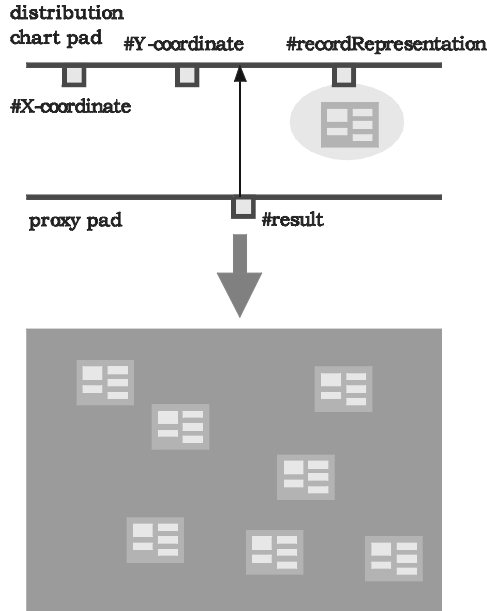 distribution
chart pad
#Y-coordinate
#recordRepresentation
#X-coordinate
proxy pad
#result